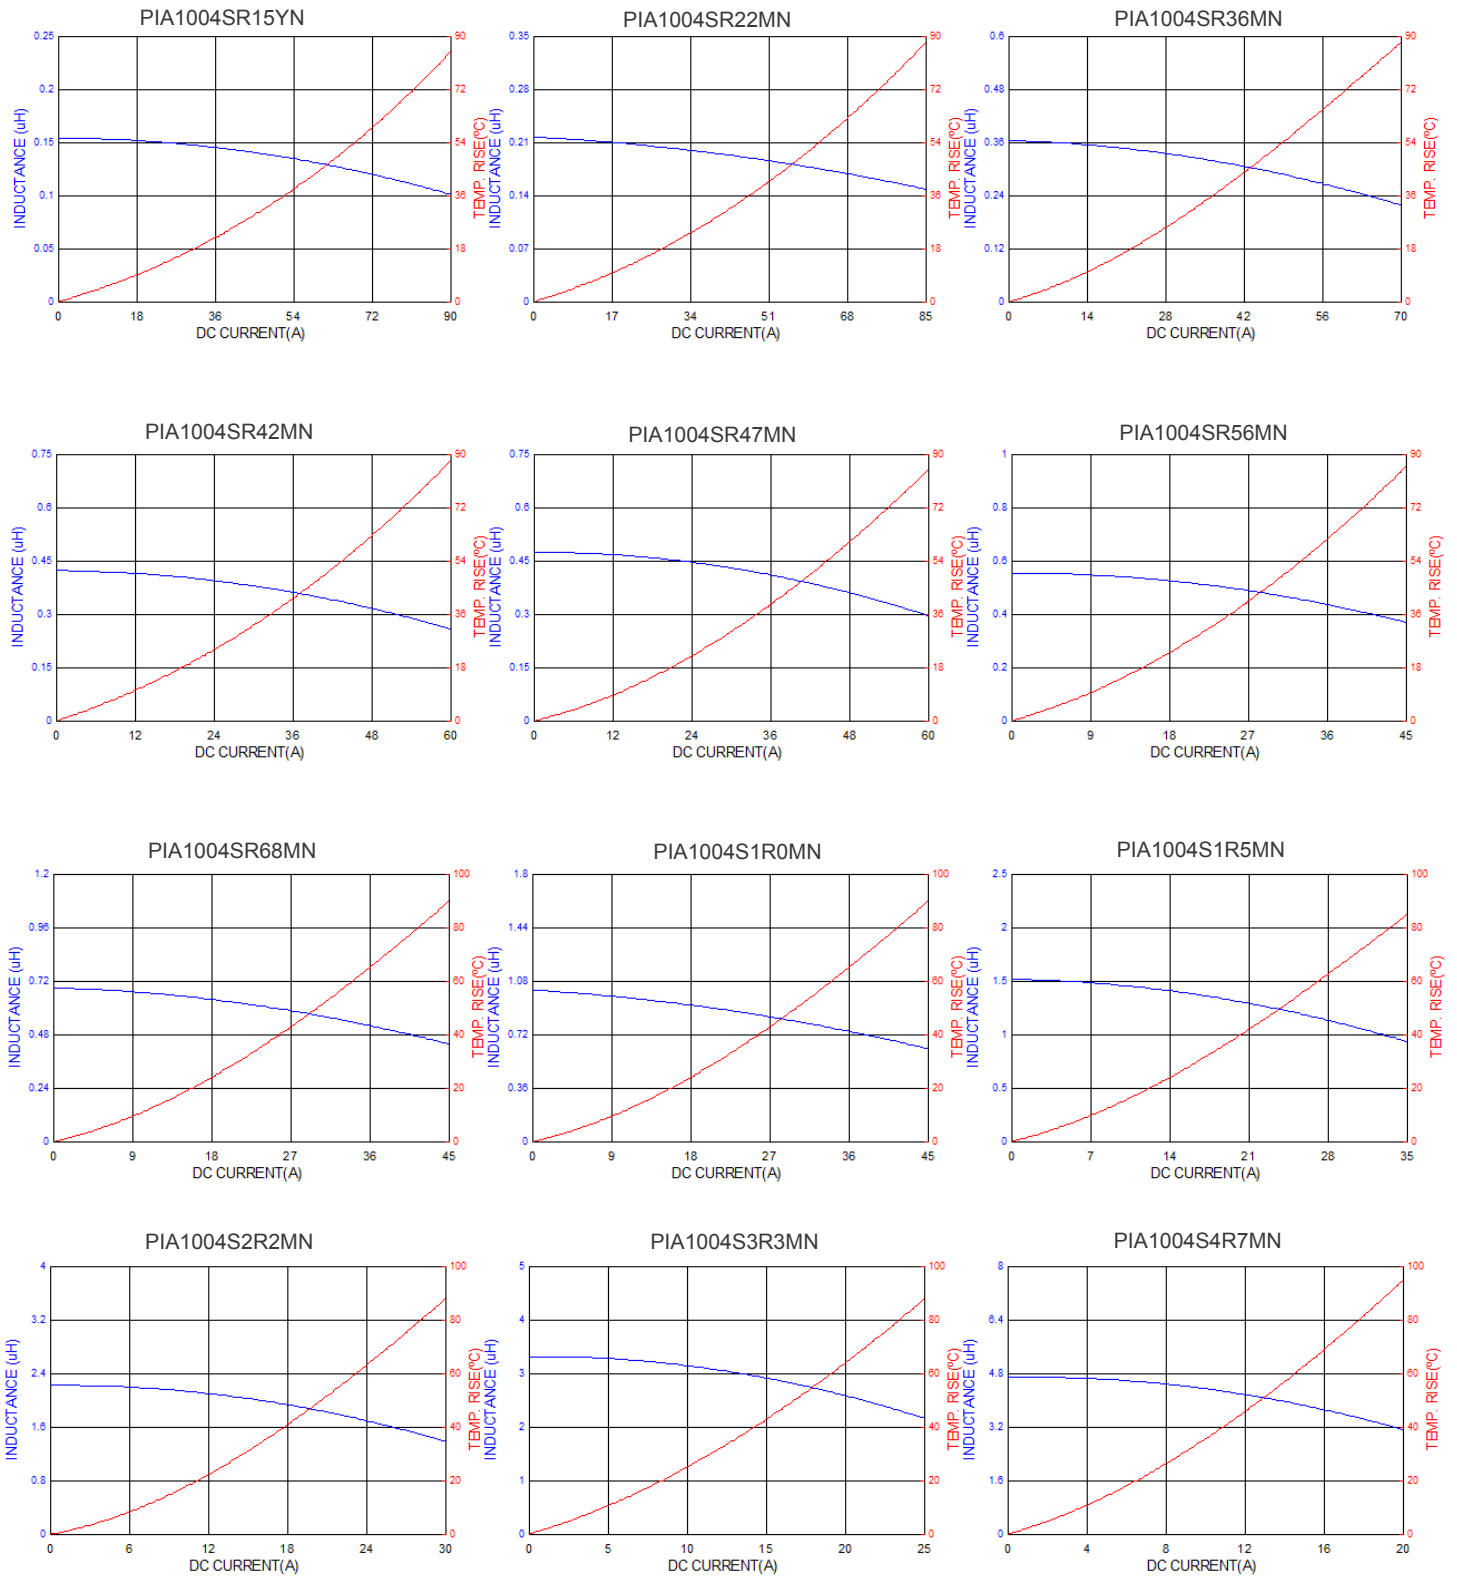 PIA1004SR15YN
PIA1004SR22MN
PIA1004SR36MN
INDUCTANCE (uH)
0.25
0.2
0.15
0.1
0.05
0
TEMP. RISE(ºC)
90
72
54
36
18
0
0 18 36 54 72 90
DC CURRENT(A)
INDUCTANCE (uH)
0.35
0.28
0.21
0.14
0.07
0
TEMP. RISE(ºC)
90
72
54
36
18
0
0 17 34 51 68 85
DC CURRENT(A)
INDUCTANCE (uH)
0.6
0.48
0.36
0.24
0.12
0
TEMP. RISE(ºC)
90
72
54
36
18
0
0 14 28 42 56 70
DC CURRENT(A)
PIA1004SR42MN
PIA1004SR47MN
PIA1004SR56MN
INDUCTANCE (uH)
0.75
0.6
0.45
0.3
0.15
0
TEMP. RISE(ºC)
90
72
54
36
18
0
0 12 24 36 48 60
DC CURRENT(A)
INDUCTANCE (uH)
0.75
0.6
0.45
0.3
0.15
0
TEMP. RISE(ºC)
90
72
54
36
18
0
0 12 24 36 48 60
DC CURRENT(A)
INDUCTANCE (uH)
1
0.8
0.6
0.4
0.2
0
TEMP. RISE(ºC)
90
72
54
36
18
0
0 9 18 27 36 45
DC CURRENT(A)
PIA1004SR68MN
PIA1004S1R0MN
PIA1004S1R5MN
INDUCTANCE (uH)
1.2
0.96
0.72
0.48
0.24
0
TEMP. RISE(ºC)
100
80
60
40
20
0
0 9 18 27 36 45
DC CURRENT(A)
INDUCTANCE (uH)
1.8
1.44
1.08
0.72
0.36
0
TEMP. RISE(ºC)
100
80
60
40
20
0
0 9 18 27 36 45
DC CURRENT(A)
INDUCTANCE (uH)
2.5
2
1.5
1
0.5
0
TEMP. RISE(ºC)
100
80
60
40
20
0
0 7 14 21 28 35
DC CURRENT(A)
PIA1004S2R2MN
PIA1004S3R3MN
PIA1004S4R7MN
INDUCTANCE (uH)
4
3.2
2.4
1.6
0.8
0
TEMP. RISE(ºC)
100
80
60
40
20
0
0 6 12 18 24 30
DC CURRENT(A)
INDUCTANCE (uH)
5
4
3
2
1
0
TEMP. RISE(ºC)
100
80
60
40
20
0
0 5 10 15 20 25
DC CURRENT(A)
INDUCTANCE (uH)
8
6.4
4.8
3.2
1.6
0
TEMP. RISE(ºC)
100
80
60
40
20
0
0 4 8 12 16 20
DC CURRENT(A)